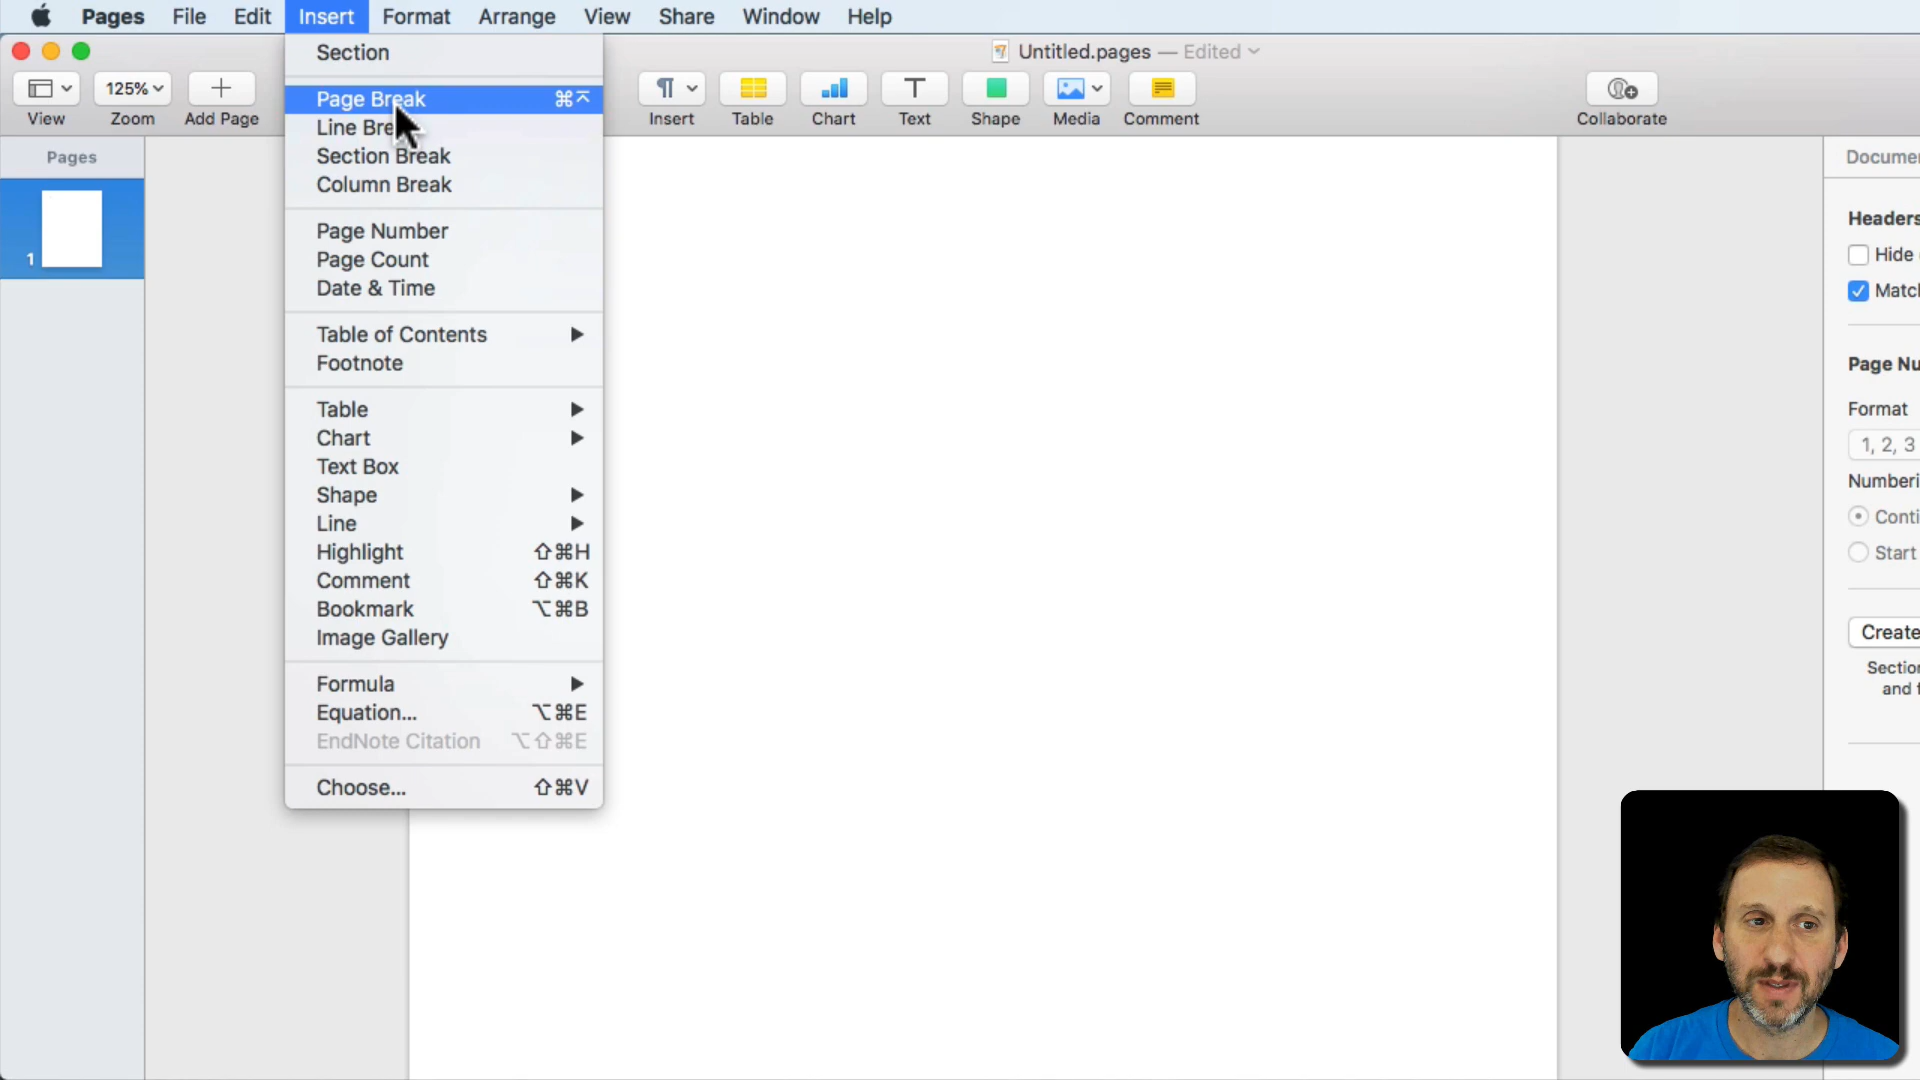 Pages File Edit Insert Format Arrange View Share Window Help
Untitled.pages — Edited
125%
View Zoom Add Page Insert Table Chart Text Shape Media Comment Collaborate
Pages
1
Section
Page Break ⌘⌤
Line Bre
Section Break
Column Break
Page Number
Page Count
Date & Time
Table of Contents
Footnote
Table
Chart
Text Box
Shape
Line
Highlight ⇧⌘H
Comment ⇧⌘K
Bookmark ⌥⌘B
Image Gallery
Formula
Equation... ⌥⌘E
EndNote Citation ⌥⇧⌘E
Choose... ⇧⌘V
Documen
Headers
Hide
Match
Page Nu
Format
1, 2, 3
Numberi
Conti
Start
Create
Section
and f